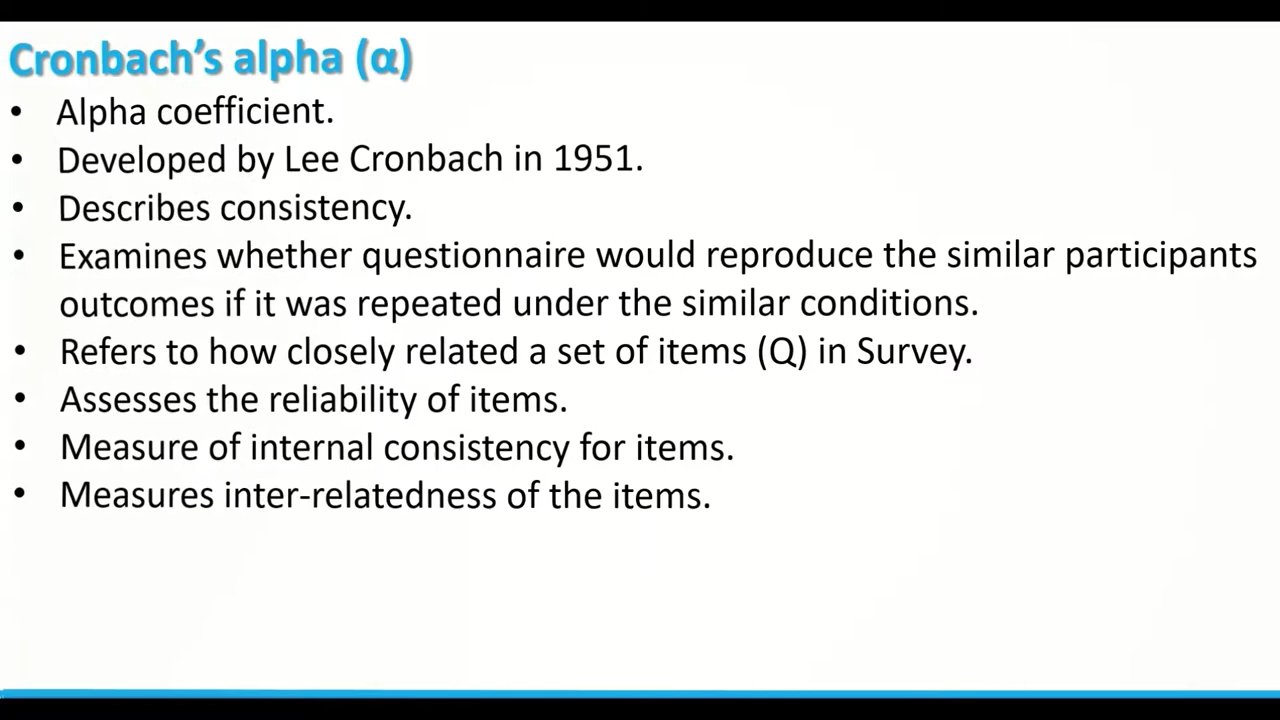 Cronbach’s alpha (α)
• Alpha coefficient.
• Developed by Lee Cronbach in 1951.
• Describes consistency.
• Examines whether questionnaire would reproduce the similar participants
outcomes if it was repeated under the similar conditions.
• Refers to how closely related a set of items (Q) in Survey.
• Assesses the reliability of items.
• Measure of internal consistency for items.
• Measures inter-relatedness of the items.